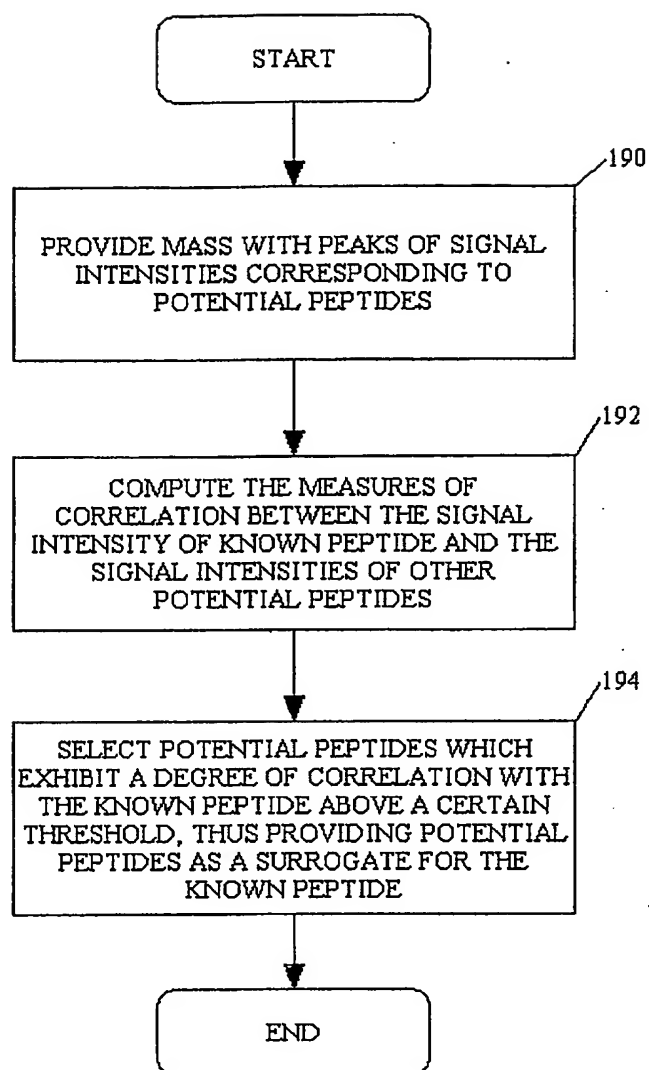 START
190
PROVIDE MASS WITH PEAKS OF SIGNAL
INTENSITIES CORRESPONDING TO
POTENTIAL PEPTIDES
192
COMPUTE THE MEASURES OF
CORRELATION BETWEEN THE SIGNAL
INTENSITY OF KNOWN PEPTIDE AND THE
SIGNAL INTENSITIES OF OTHER
POTENTIAL PEPTIDES
194
SELECT POTENTIAL PEPTIDES WHICH
EXHIBIT A DEGREE OF CORRELATION WITH
THE KNOWN PEPTIDE ABOVE A CERTAIN
THRESHOLD, THUS PROVIDING POTENTIAL
PEPTIDES AS A SURROGATE FOR THE
KNOWN PEPTIDE
END